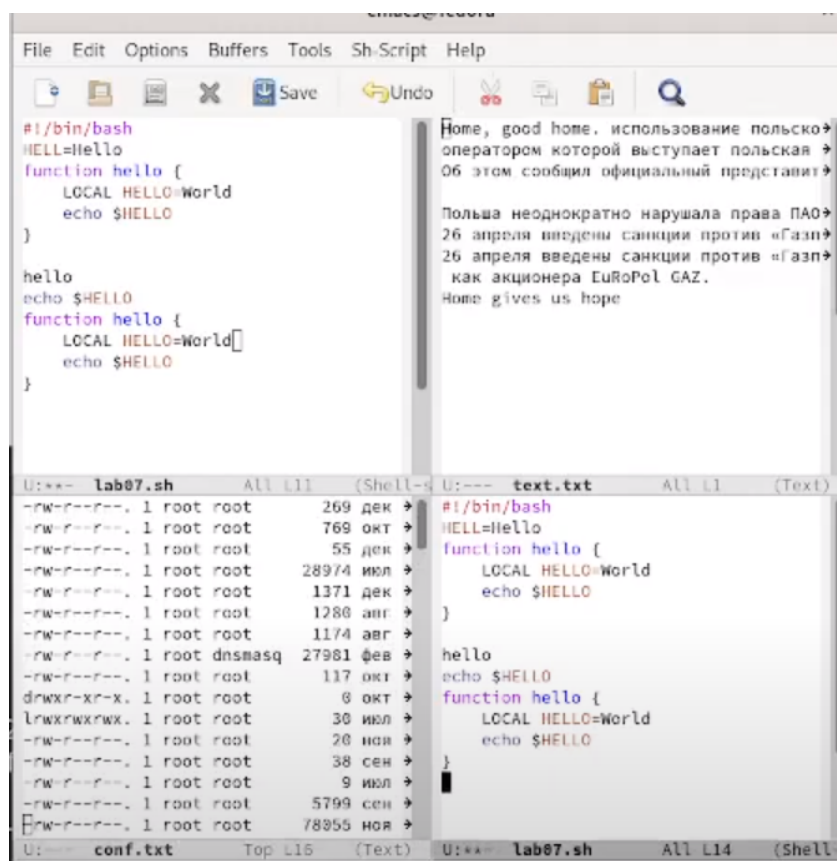 emacs@fedora
File Edit Options Buffers Tools Sh-Script Help
Save Undo
#!/bin/bash
HELL=Hello
function hello {
LOCAL HELLO=World
echo $HELLO
}
hello
echo $HELLO
function hello {
LOCAL HELLO=World
echo $HELLO
}
U:**- lab07.sh All L11 (Shell-s
Home, good home. использование польско
оператором которой выступает польская
Об этом сообщил официальный представит
Польша неоднократно нарушала права ПАО
26 апреля введены санкции против «Газп
26 апреля введены санкции против «Газп
как акционера EuRoPol GAZ.
Home gives us hope
U:--- text.txt All L1 (Text)
-rw-r--r--. 1 root root 269 дек
-rw-r--r--. 1 root root 769 окт
-rw-r--r--. 1 root root 55 дек
-rw-r--r--. 1 root root 28974 июл
-rw-r--r--. 1 root root 1371 дек
-rw-r--r--. 1 root root 1280 авг
-rw-r--r--. 1 root root 1174 авг
-rw-r--r--. 1 root dnsmasq 27981 фев
-rw-r--r--. 1 root root 117 окт
drwxr-xr-x. 1 root root 0 окт
lrwxrwxrwx. 1 root root 30 июл
-rw-r--r--. 1 root root 20 ноя
-rw-r--r--. 1 root root 38 сен
-rw-r--r--. 1 root root 9 июл
-rw-r--r--. 1 root root 5799 сен
-rw-r--r--. 1 root root 78055 ноя
U:--- conf.txt Top L16 (Text)
#!/bin/bash
HELL=Hello
function hello {
LOCAL HELLO=World
echo $HELLO
}
hello
echo $HELLO
function hello {
LOCAL HELLO=World
echo $HELLO
}
U:**- lab07.sh All L14 (Shell